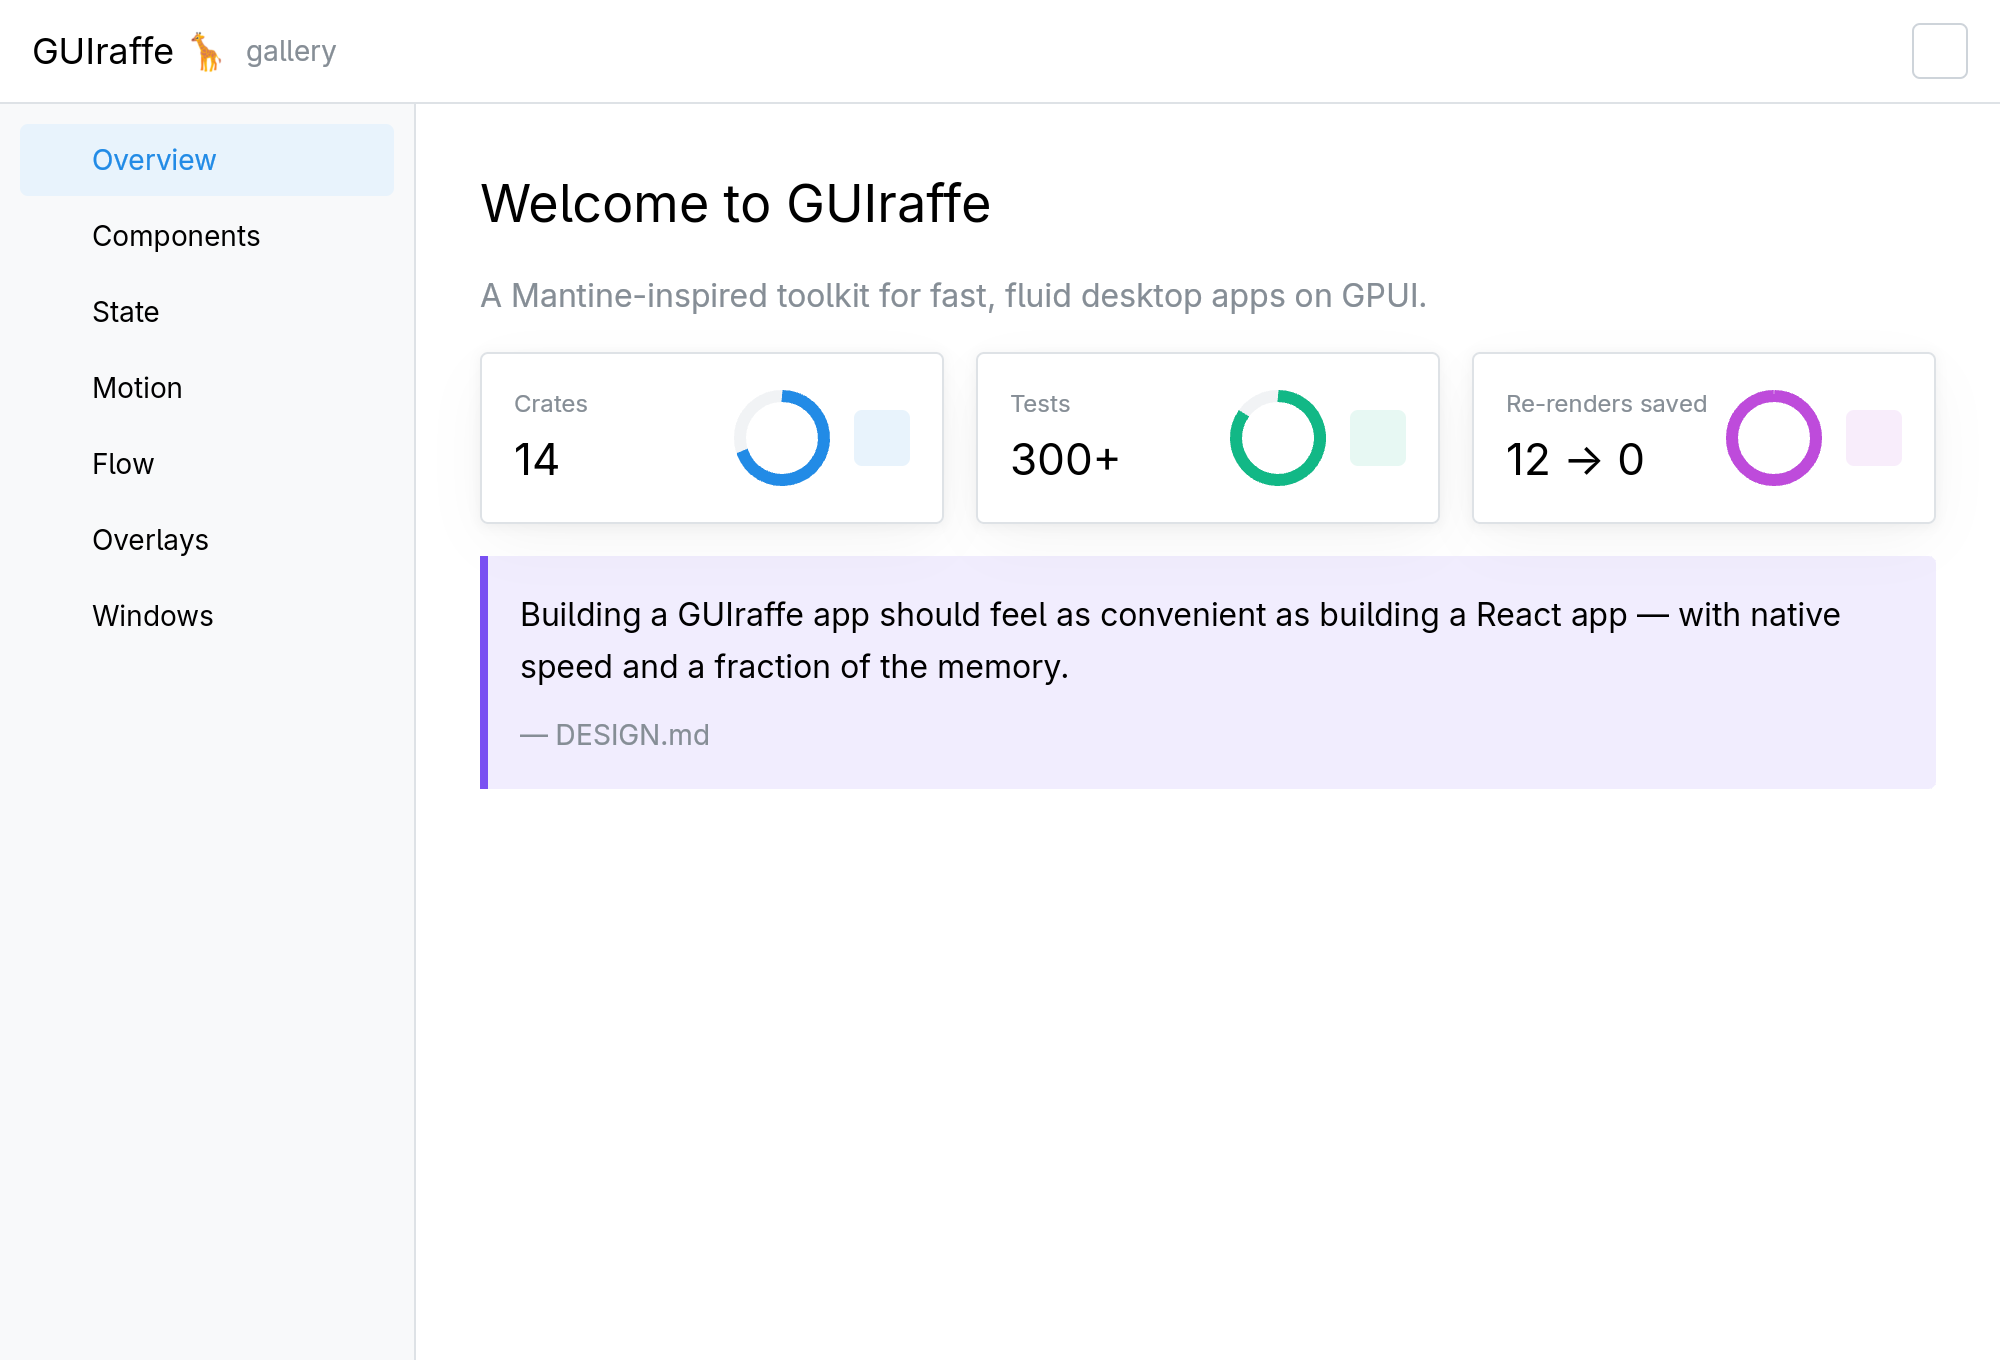 GUIraffe 🦒 gallery
Overview
Components
State
Motion
Flow
Overlays
Windows
Welcome to GUIraffe
A Mantine-inspired toolkit for fast, fluid desktop apps on GPUI.
Crates
14
Tests
300+
Re-renders saved
12 → 0
Building a GUIraffe app should feel as convenient as building a React app — with native
speed and a fraction of the memory.
— DESIGN.md